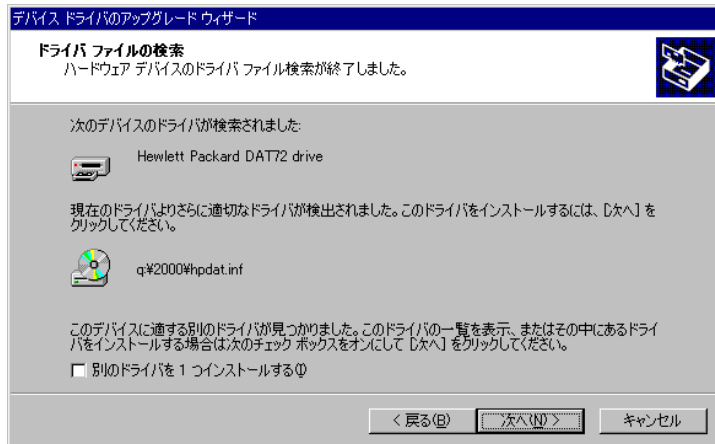 デバイス ドライバのアップグレード ウィザード
ドライバ ファイルの検索
ハードウェア デバイスのドライバ ファイル検索が終了しました。
次のデバイスのドライバが検索されました:
Hewlett Packard DAT72 drive
現在のドライバよりさらに適切なドライバが検出されました。このドライバをインストールするには、[次へ] を
クリックしてください。
q:¥2000¥hpdat.inf
このデバイスに適する別のドライバが見つかりました。このドライバの一覧を表示、またはその中にあるドライ
バをインストールする場合は次のチェック ボックスをオンにして [次へ] をクリックしてください。
別のドライバを 1 つインストールする(I)
< 戻る(B)
次へ(N) >
キャンセル